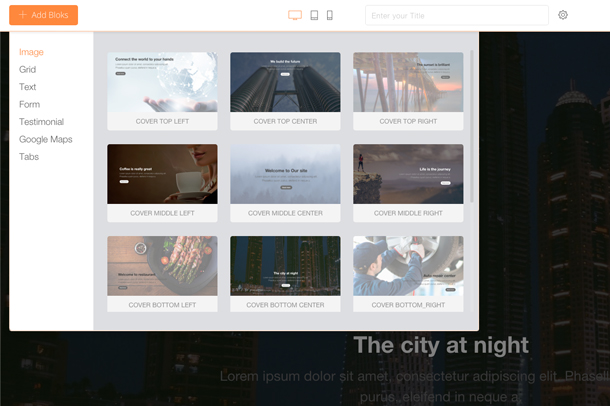 + Add Bloks
Enter your Title
Image
Grid
Text
Form
Testimonial
Google Maps
Tabs
Connect the world to your hands
COVER TOP LEFT
We build the future
COVER TOP CENTER
The sunset is brilliant
COVER TOP RIGHT
Coffee is really great
COVER MIDDLE LEFT
Welcome to Our site
COVER MIDDLE CENTER
Life is the journey
COVER MIDDLE RIGHT
Welcome to restaurant
COVER BOTTOM LEFT
The city at night
COVER BOTTOM CENTER
Auto repair center
COVER BOTTOM_RIGHT
The city at night
Lorem ipsum dolor sit amet, consectetur adipiscing elit. Phasell
purus, eleifend in neque a,